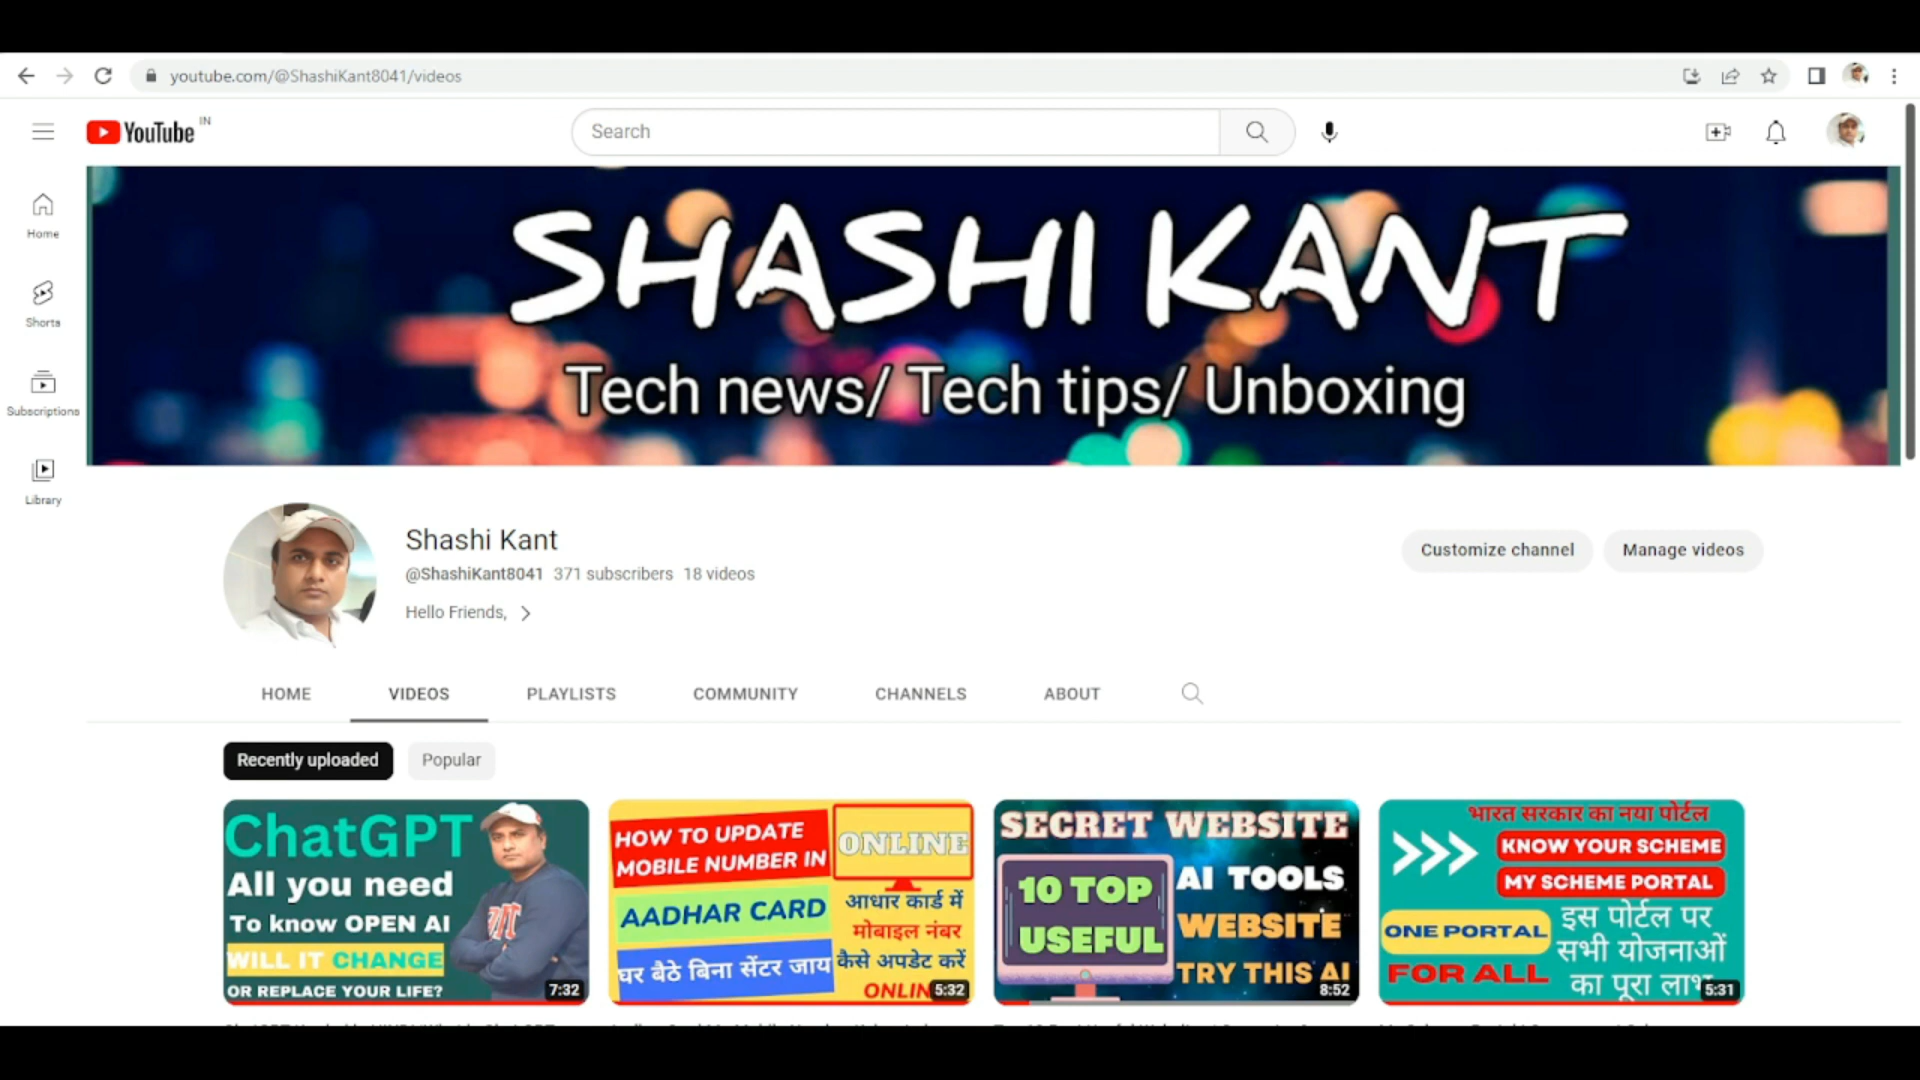 youtube.com/@ShashiKant8041/videos
YouTube IN
Search
Home
Shorts
Subscriptions
Library
SHASHI KANT
Tech news/ Tech tips/ Unboxing
Shashi Kant
@ShashiKant8041 371 subscribers 18 videos
Hello Friends,
Customize channel
Manage videos
HOME
VIDEOS
PLAYLISTS
COMMUNITY
CHANNELS
ABOUT
Recently uploaded
Popular
ChatGPT
All you need
To know OPEN AI
WILL IT CHANGE
OR REPLACE YOUR LIFE?
7:32
HOW TO UPDATE
MOBILE NUMBER IN
AADHAR CARD
घर बैठे बिना सेंटर जाय
ONLINE
आधार कार्ड में
मोबाइल नंबर
कैसे अपडेट करें
5:32
SECRET WEBSITE
10 TOP
USEFUL
AI TOOLS
WEBSITE
TRY THIS AI
8:52
भारत सरकार का नया पोर्टल
KNOW YOUR SCHEME
MY SCHEME PORTAL
ONE PORTAL
FOR ALL
इस पोर्टल पर
सभी योजनाओं
का पूरा लाभ
5:31